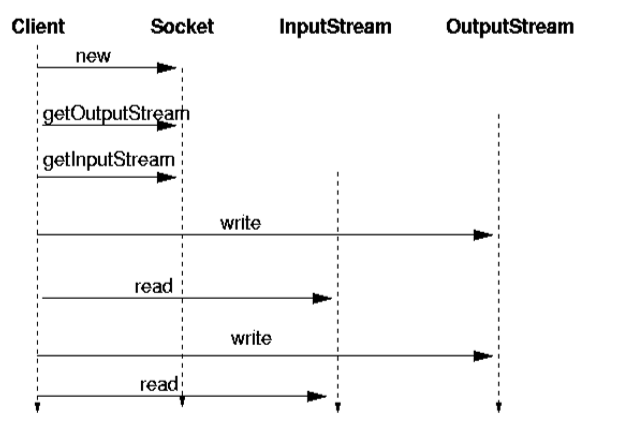 Client Socket InputStream OutputStream
new
getOutputStream
getInputStream
write
read
write
read